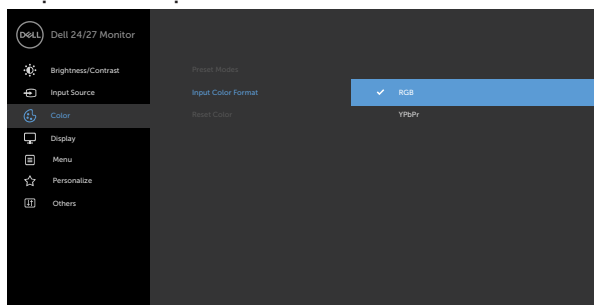 DELL Dell 24/27 Monitor
Brightness/Contrast
Preset Modes
Input Source
Input Color Format
RGB
Color
Reset Color
YPbPr
Display
Menu
Personalize
Others